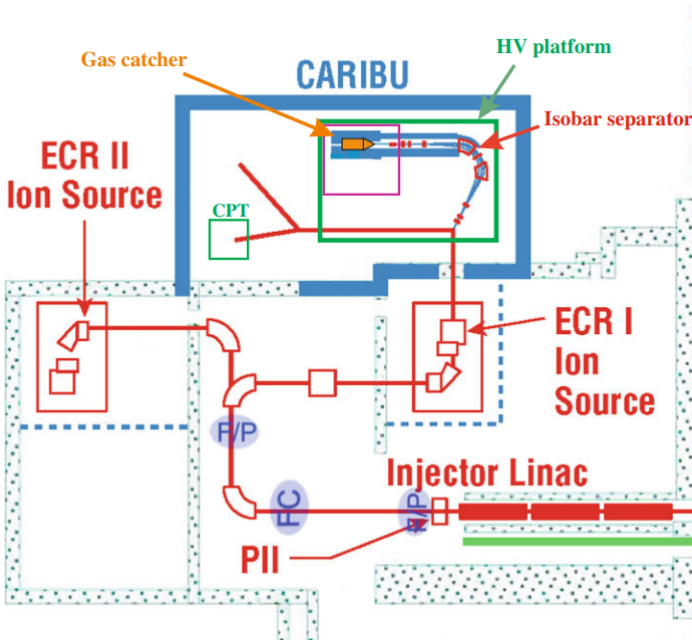 HV platform
Gas catcher
CARIBU
Isobar separator
ECR II
Ion Source
CPT
ECR I
Ion
Source
F/P
Injector Linac
FC
F/P
PII